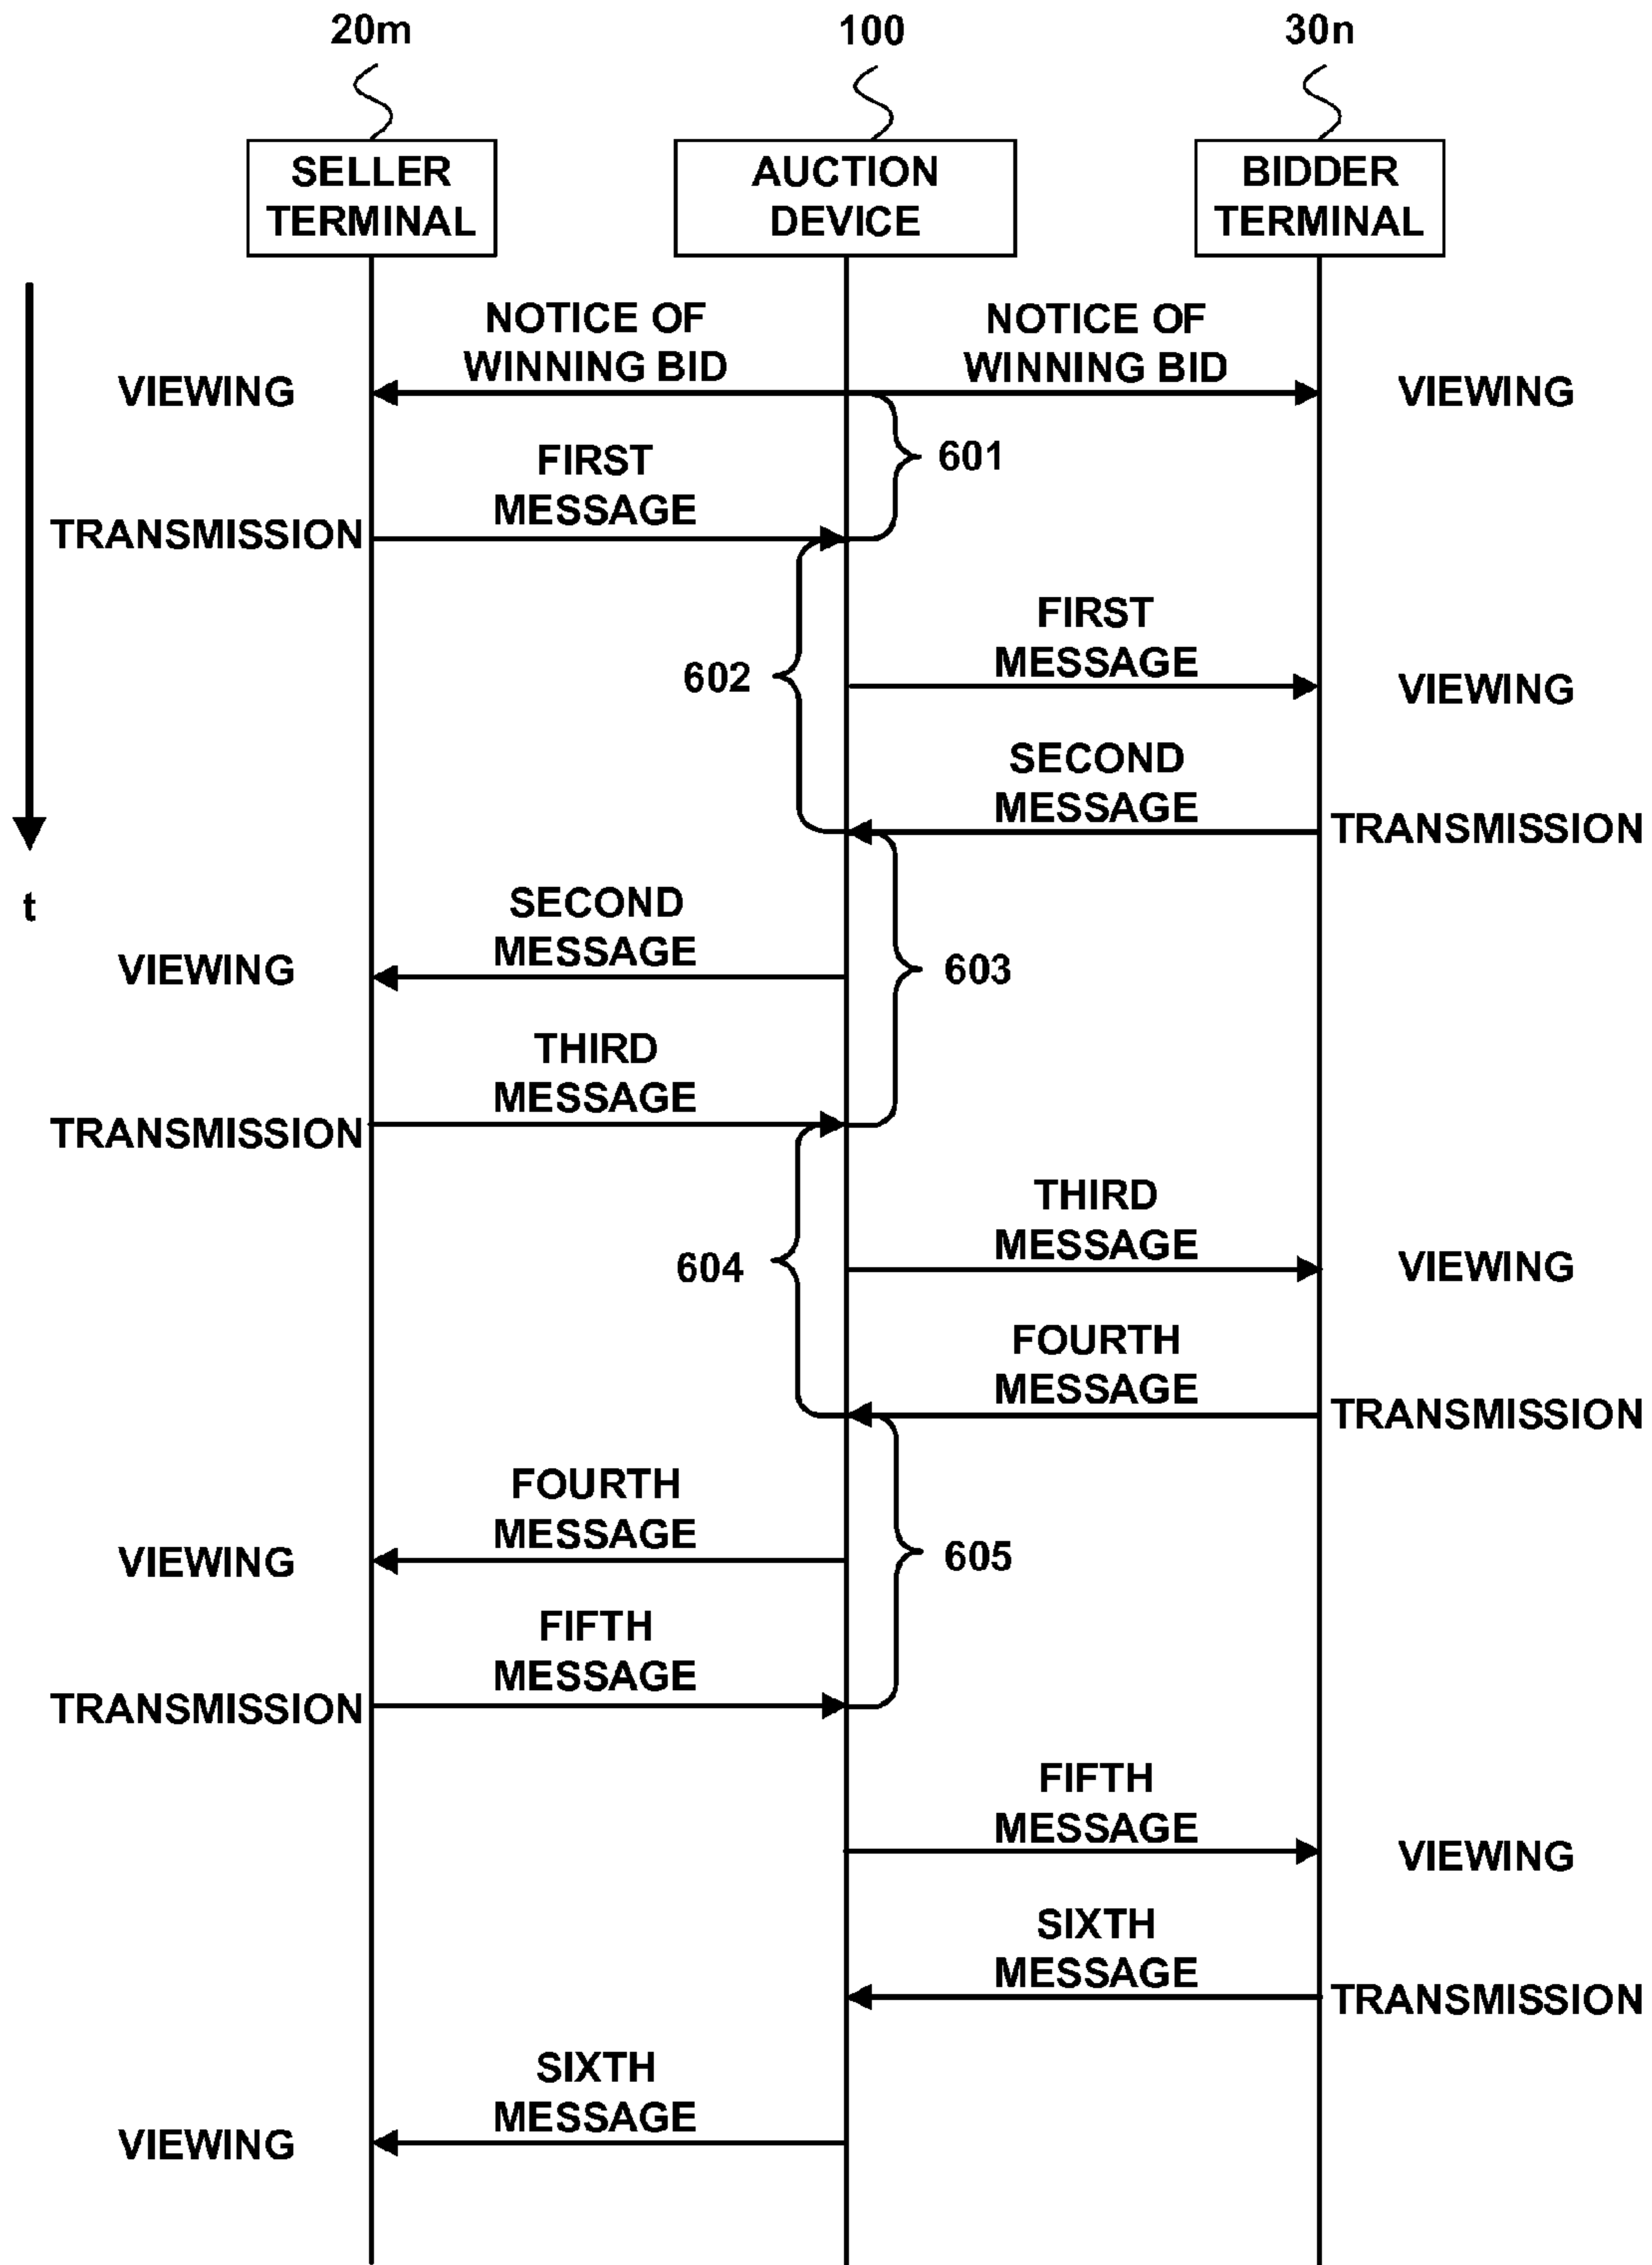 20m
100
30n
SELLER
TERMINAL
AUCTION
DEVICE
BIDDER
TERMINAL
NOTICE OF
WINNING BID
NOTICE OF
WINNING BID
VIEWING
VIEWING
601
FIRST
MESSAGE
TRANSMISSION
FIRST
MESSAGE
602
VIEWING
SECOND
MESSAGE
TRANSMISSION
t
SECOND
MESSAGE
VIEWING
603
THIRD
MESSAGE
TRANSMISSION
THIRD
MESSAGE
604
VIEWING
FOURTH
MESSAGE
TRANSMISSION
FOURTH
MESSAGE
VIEWING
605
FIFTH
MESSAGE
TRANSMISSION
FIFTH
MESSAGE
VIEWING
SIXTH
MESSAGE
TRANSMISSION
SIXTH
MESSAGE
VIEWING